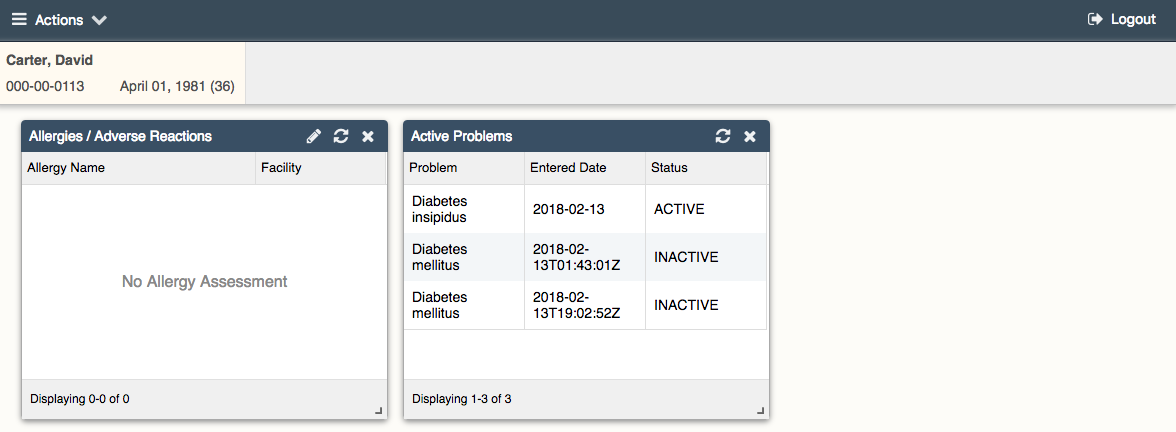 Actions
Logout
Carter, David
000-00-0113 April 01, 1981 (36)
Allergies / Adverse Reactions
Allergy Name Facility
No Allergy Assessment
Displaying 0-0 of 0
Active Problems
Problem Entered Date Status
Diabetes
insipidus
2018-02-13
ACTIVE
Diabetes
mellitus
2018-02-
13T01:43:01Z
INACTIVE
Diabetes
mellitus
2018-02-
13T19:02:52Z
INACTIVE
Displaying 1-3 of 3